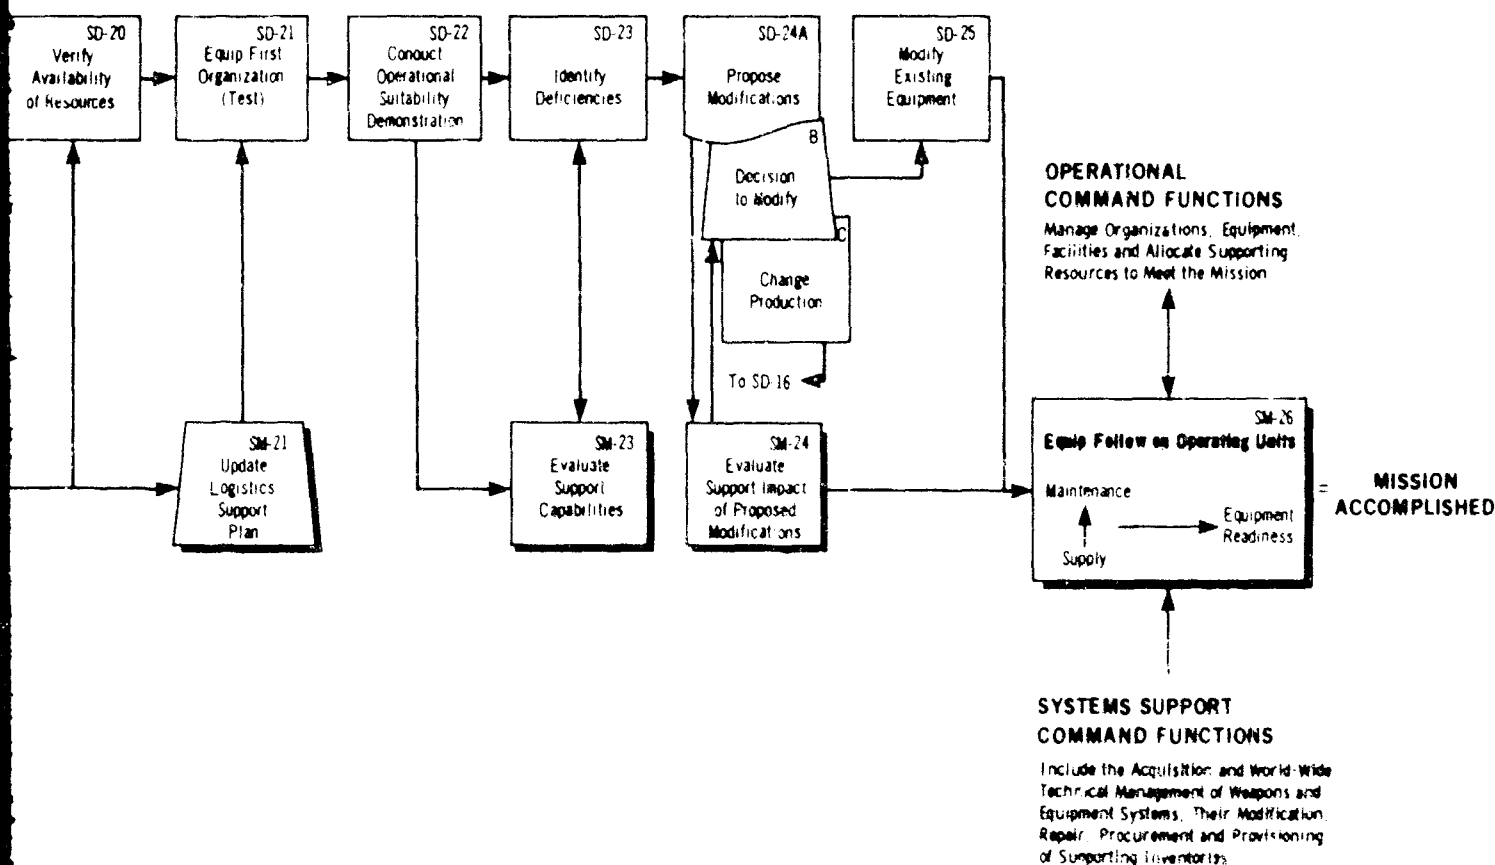 SD-20
Verify
Availability
of Resources
SD-21
Equip First
Organization
(Test)
SD-22
Conduct
Operational
Suitability
Demonstration
SD-23
Identify
Deficiencies
SD-24A
Propose
Modifications
B
Decision
to Modify
C
Change
Production
To SD-16
SD-25
Modify
Existing
Equipment
OPERATIONAL
COMMAND FUNCTIONS
Manage Organizations, Equipment,
Facilities and Allocate Supporting
Resources to Meet the Mission
SM-21
Update
Logistics
Support
Plan
SM-23
Evaluate
Support
Capabilities
SM-24
Evaluate
Support Impact
of Proposed
Modifications
SM-26
Equip Follow on Operating Units
Maintenance
Supply
Equipment
Readiness
= MISSION
ACCOMPLISHED
SYSTEMS SUPPORT
COMMAND FUNCTIONS
Include the Acquisition and World-Wide
Technical Management of Weapons and
Equipment Systems, Their Modification,
Repair, Procurement and Provisioning
of Supporting Inventories